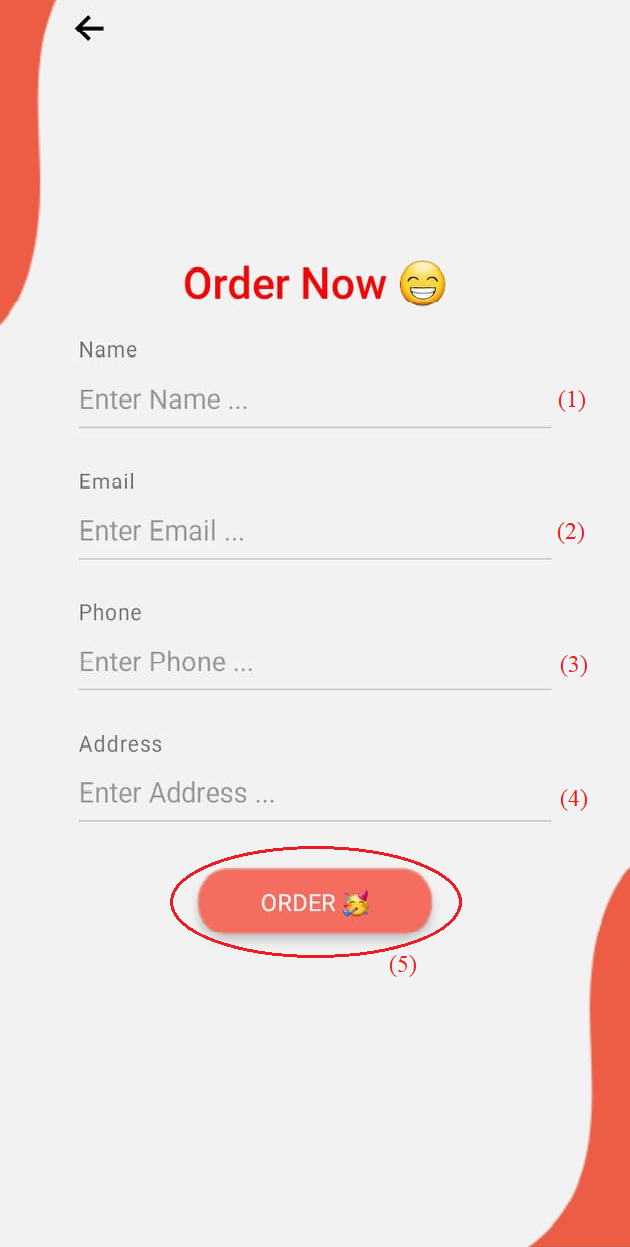 Order Now 😁
Name
Enter Name ... (1)
Email
Enter Email ... (2)
Phone
Enter Phone ... (3)
Address
Enter Address ... (4)
ORDER 🥳
(5)